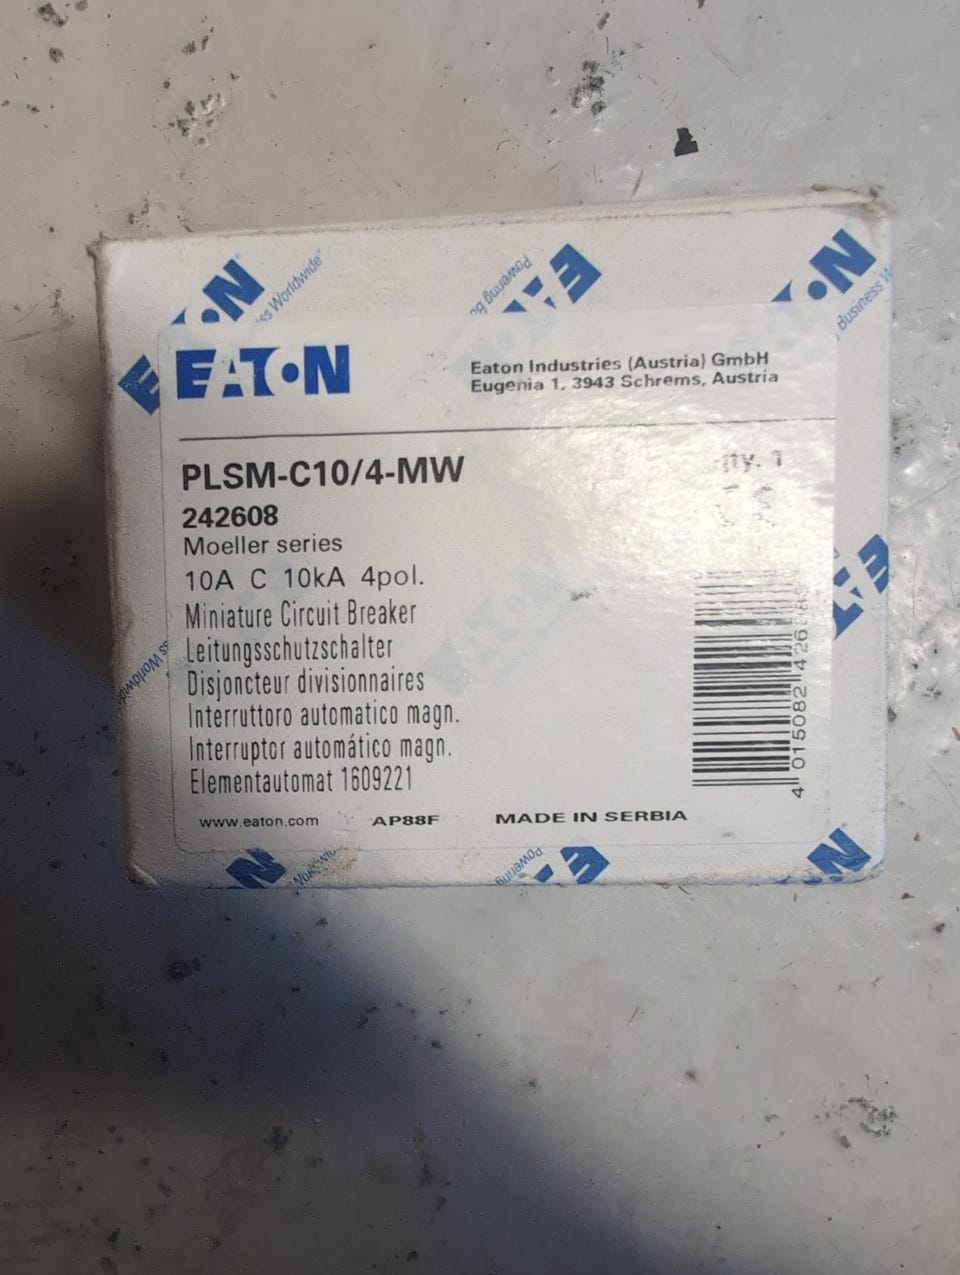 EATON
Eaton Industries (Austria) GmbH
Eugenia 1, 3943 Schrems, Austria
PLSM-C10/4-MW
242608
Moeller series
10A C 10kA 4pol.
Miniature Circuit Breaker
Leitungsschutzschalter
Disjoncteur divisionnaires
Interruttoro automatico magn.
Interruptor automático magn.
Elementautomat 1609221
www.eaton.com AP88F MADE IN SERBIA